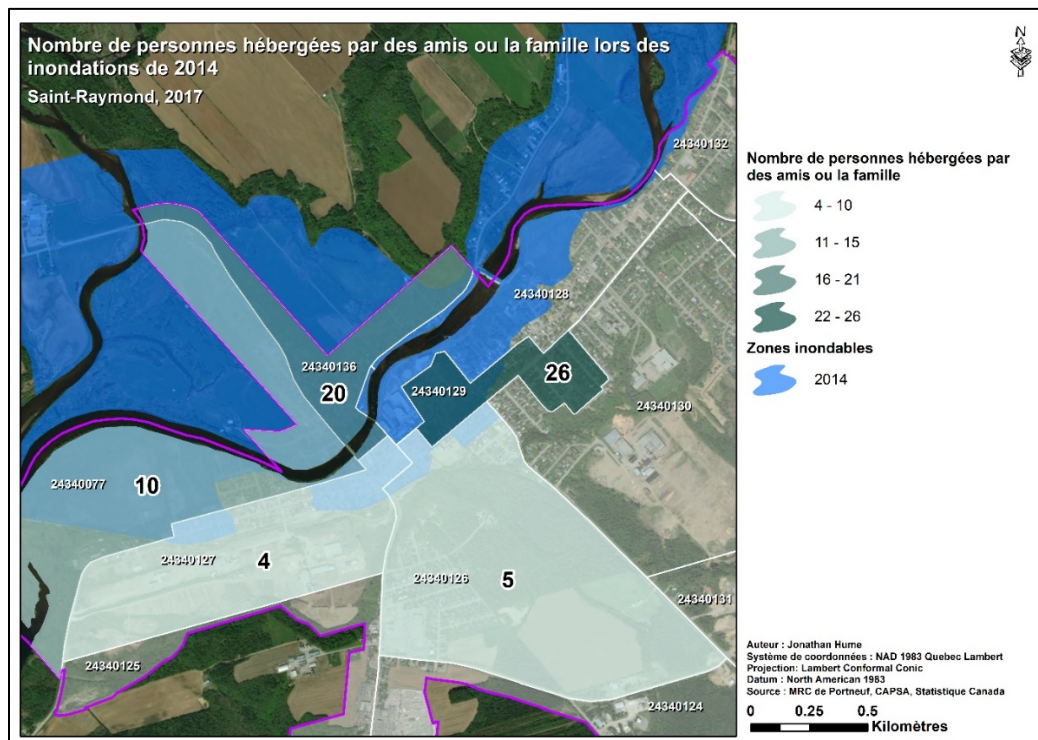 Nombre de personnes hébergées par des amis ou la famille lors des
inondations de 2014
Saint-Raymond, 2017
N
24340132
24340128
24340136
20
24340129
26
24340130
24340077
10
24340127
4
24340126
5
24340131
24340125
24340124
Nombre de personnes hébergées par
des amis ou la famille
4 - 10
11 - 15
16 - 21
22 - 26
Zones inondables
2014
Auteur : Jonathan Hume
Système de coordonnées : NAD 1983 Quebec Lambert
Projection: Lambert Conformal Conic
Datum : North American 1983
Source : MRC de Portneuf, CAPSA, Statistique Canada
0 0.25 0.5
Kilomètres